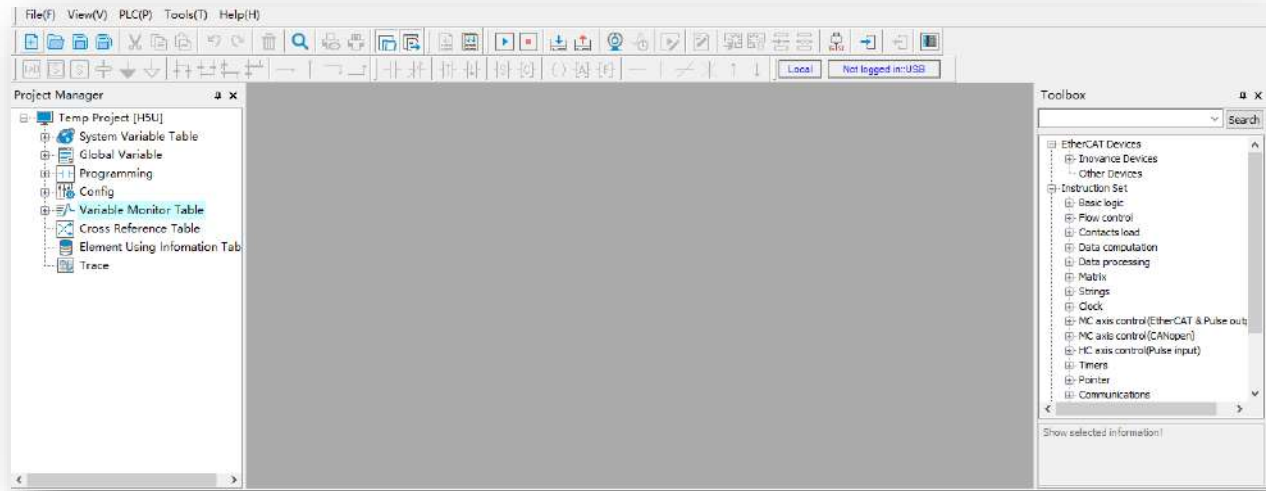 File(F) View(V) PLC(P) Tools(T) Help(H)
Local Not logged in::USB
Project Manager
Temp Project [H5U]
System Variable Table
Global Variable
Programming
Config
Variable Monitor Table
Cross Reference Table
Element Using Infomation Tab
Trace
Toolbox
Search
EtherCAT Devices
Inovance Devices
Other Devices
Instruction Set
Basic logic
Flow control
Contacts load
Data computation
Data processing
Matrix
Strings
Clock
MC axis control(EtherCAT & Pulse outp
MC axis control(CANopen)
HC axis control(Pulse input)
Timers
Pointer
Communications
Show selected information!